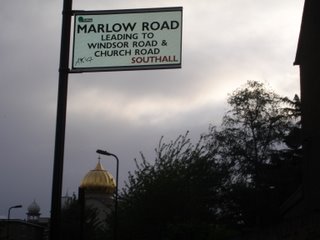 MARLOW ROAD
LEADING TO
WINDSOR ROAD &
CHURCH ROAD
SOUTHALL